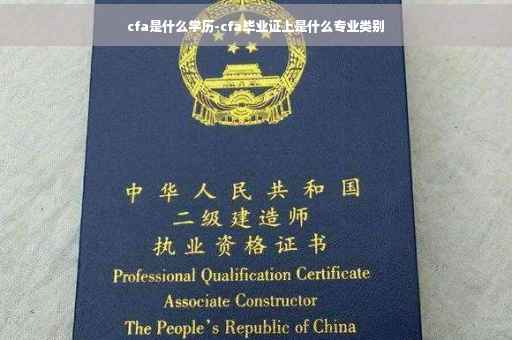 cfa是什么学历-cfa毕业证上是什么专业类别
中华人民共和国
二级建造师
执业资格证书
Professional Qualification Certificate
Associate Constructor
The People's Republic of China